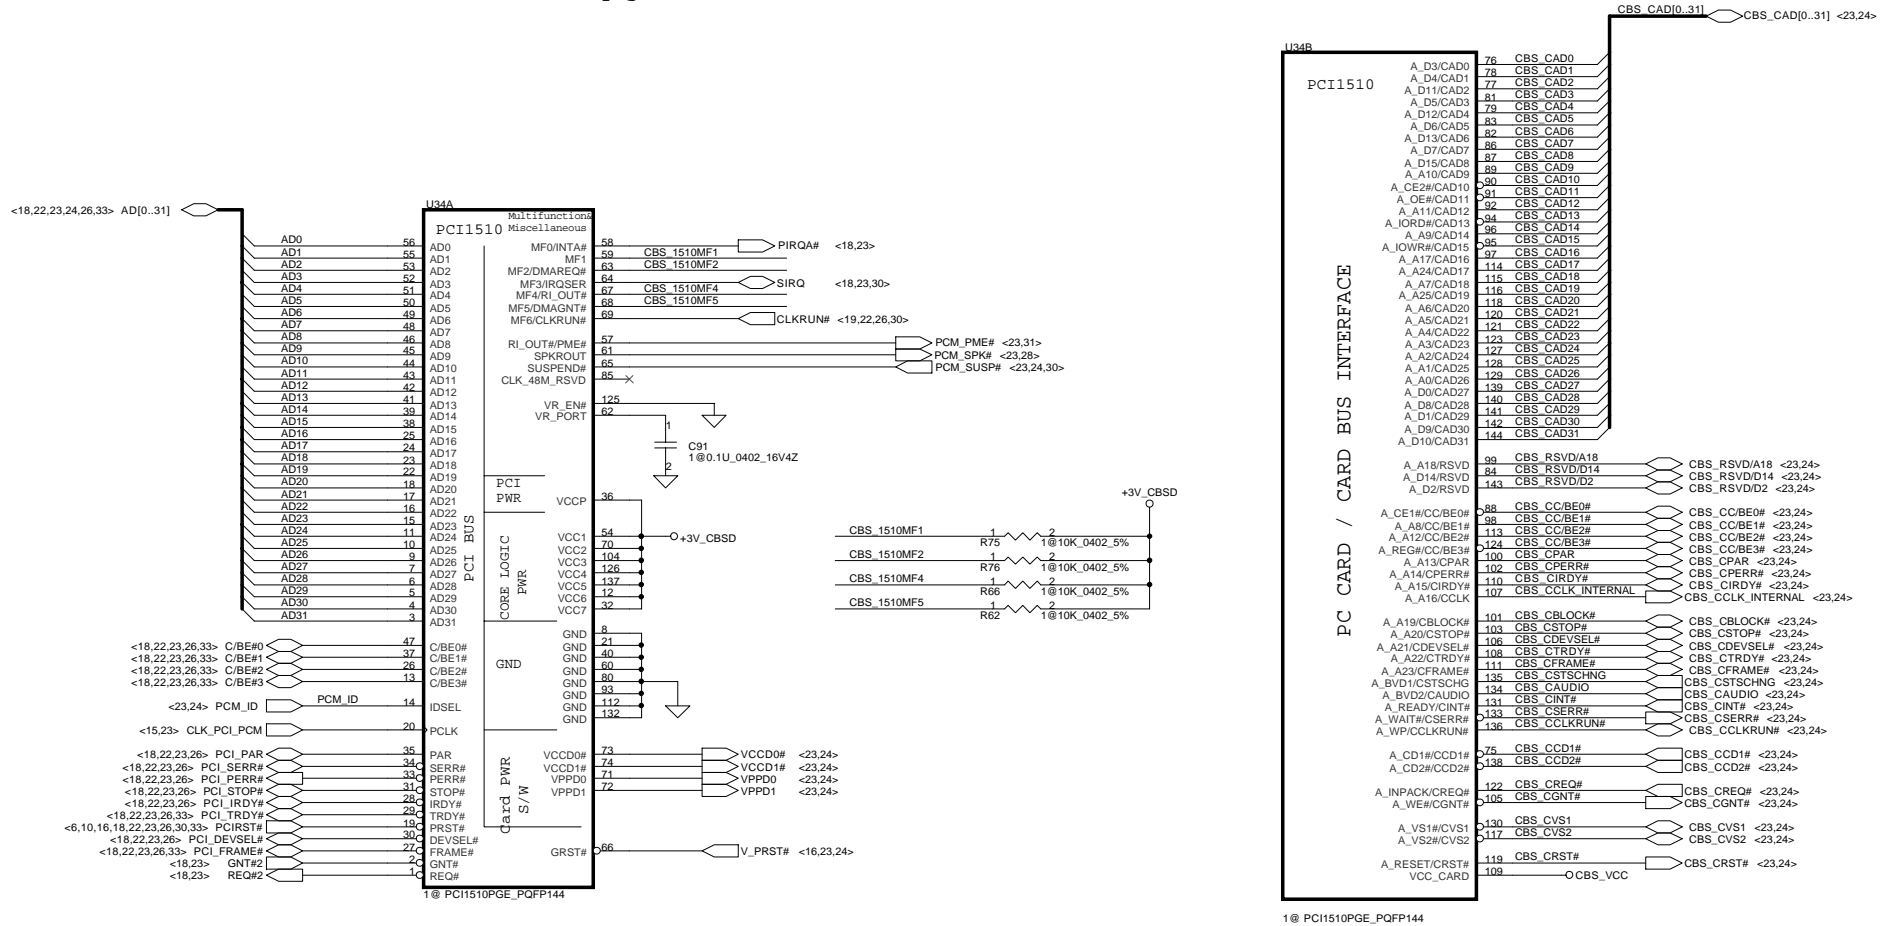 CBS_CAD[0..31] CBS_CAD[0..31] <23,24>
U34B
PCI1510
PC CARD / CARD BUS INTERFACE
A_D3/CAD0 76 CBS_CAD0
A_D4/CAD1 78 CBS_CAD1
A_D11/CAD2 77 CBS_CAD2
A_D5/CAD3 81 CBS_CAD3
A_D12/CAD4 79 CBS_CAD4
A_D6/CAD5 83 CBS_CAD5
A_D13/CAD6 82 CBS_CAD6
A_D7/CAD7 86 CBS_CAD7
A_D15/CAD8 87 CBS_CAD8
A_A10/CAD9 89 CBS_CAD9
A_CE2#/CAD10 90 CBS_CAD10
A_OE#/CAD11 91 CBS_CAD11
A_A11/CAD12 92 CBS_CAD12
A_IORD#/CAD13 94 CBS_CAD13
A_A9/CAD14 96 CBS_CAD14
A_IOWR#/CAD15 95 CBS_CAD15
A_A17/CAD16 97 CBS_CAD16
A_A24/CAD17 114 CBS_CAD17
A_A7/CAD18 115 CBS_CAD18
A_A25/CAD19 116 CBS_CAD19
A_A6/CAD20 118 CBS_CAD20
A_A5/CAD21 120 CBS_CAD21
A_A4/CAD22 121 CBS_CAD22
A_A3/CAD23 123 CBS_CAD23
A_A2/CAD24 127 CBS_CAD24
A_A1/CAD25 128 CBS_CAD25
A_A0/CAD26 129 CBS_CAD26
A_D0/CAD27 139 CBS_CAD27
A_D8/CAD28 140 CBS_CAD28
A_D1/CAD29 141 CBS_CAD29
A_D9/CAD30 142 CBS_CAD30
A_D10/CAD31 144 CBS_CAD31
A_A18/RSVD 99 CBS_RSVD/A18 CBS_RSVD/A18 <23,24>
A_D14/RSVD 84 CBS_RSVD/D14 CBS_RSVD/D14 <23,24>
A_D2/RSVD 143 CBS_RSVD/D2 CBS_RSVD/D2 <23,24>
A_CE1#/CC/BE0# 88 CBS_CC/BE0# CBS_CC/BE0# <23,24>
A_A8/CC/BE1# 98 CBS_CC/BE1# CBS_CC/BE1# <23,24>
A_A12/CC/BE2# 113 CBS_CC/BE2# CBS_CC/BE2# <23,24>
A_REG#/CC/BE3# 124 CBS_CC/BE3# CBS_CC/BE3# <23,24>
A_A13/CPAR 100 CBS_CPAR CBS_CPAR <23,24>
A_A14/CPERR# 102 CBS_CPERR# CBS_CPERR# <23,24>
A_A15/CIRDY# 110 CBS_CIRDY# CBS_CIRDY# <23,24>
A_A16/CCLK 107 CBS_CCLK_INTERNAL CBS_CCLK_INTERNAL <23,24>
A_A19/CBLOCK# 101 CBS_CBLOCK# CBS_CBLOCK# <23,24>
A_A20/CSTOP# 103 CBS_CSTOP# CBS_CSTOP# <23,24>
A_A21/CDEVSEL# 106 CBS_CDEVSEL# CBS_CDEVSEL# <23,24>
A_A22/CTRDY# 108 CBS_CTRDY# CBS_CTRDY# <23,24>
A_A23/CFRAME# 111 CBS_CFRAME# CBS_CFRAME# <23,24>
A_BVD1/CSTSCHG 135 CBS_CSTSCHNG CBS_CSTSCHNG <23,24>
A_BVD2/CAUDIO 134 CBS_CAUDIO CBS_CAUDIO <23,24>
A_READY/CINT# 131 CBS_CINT# CBS_CINT# <23,24>
A_WAIT#/CSERR# 133 CBS_CSERR# CBS_CSERR# <23,24>
A_WP/CCLKRUN# 136 CBS_CCLKRUN# CBS_CCLKRUN# <23,24>
A_CD1#/CCD1# 75 CBS_CCD1# CBS_CCD1# <23,24>
A_CD2#/CCD2# 138 CBS_CCD2# CBS_CCD2# <23,24>
A_INPACK/CREQ# 122 CBS_CREQ# CBS_CREQ# <23,24>
A_WE#/CGNT# 105 CBS_CGNT# CBS_CGNT# <23,24>
A_VS1#/CVS1 130 CBS_CVS1 CBS_CVS1 <23,24>
A_VS2#/CVS2 117 CBS_CVS2 CBS_CVS2 <23,24>
A_RESET/CRST# 119 CBS_CRST# CBS_CRST# <23,24>
VCC_CARD 109 CBS_VCC
1@ PCI1510PGE_PQFP144
<18,22,23,24,26,33> AD[0..31]
U34A
PCI1510
Multifunction&
Miscellaneous
AD0 56 AD0
AD1 55 AD1
AD2 53 AD2
AD3 52 AD3
AD4 51 AD4
AD5 50 AD5
AD6 49 AD6
AD7 48 AD7
AD8 46 AD8
AD9 45 AD9
AD10 44 AD10
AD11 43 AD11
AD12 42 AD12
AD13 41 AD13
AD14 39 AD14
AD15 38 AD15
AD16 25 AD16
AD17 24 AD17
AD18 23 AD18
AD19 22 AD19
AD20 18 AD20
AD21 17 AD21
AD22 16 AD22
AD23 15 AD23
AD24 11 AD24
AD25 10 AD25
AD26 9 AD26
AD27 7 AD27
AD28 6 AD28
AD29 5 AD29
AD30 4 AD30
AD31 3 AD31
<18,22,23,26,33> C/BE#0 47 C/BE0#
<18,22,23,26,33> C/BE#1 37 C/BE1#
<18,22,23,26,33> C/BE#2 26 C/BE2#
<18,22,23,26,33> C/BE#3 13 C/BE3#
<23,24> PCM_ID PCM_ID 14 IDSEL
<15,23> CLK_PCI_PCM 20 PCLK
<18,22,23,26> PCI_PAR 35 PAR
<18,22,23,26> PCI_SERR# 34 SERR#
<18,22,23,26> PCI_PERR# 33 PERR#
<18,22,23,26> PCI_STOP# 31 STOP#
<18,22,23,26> PCI_IRDY# 28 IRDY#
<18,22,23,26,33> PCI_TRDY# 29 TRDY#
<6,10,16,18,22,23,26,30,33> PCIRST# 19 PRST#
<18,22,23,26> PCI_DEVSEL# 30 DEVSEL#
<18,22,23,26,33> PCI_FRAME# 27 FRAME#
<18,23> GNT#2 2 GNT#
<18,23> REQ#2 1 REQ#
PCI BUS
PCI
PWR
CORE LOGIC
PWR
GND
Card PWR
S/W
MF0/INTA# 58 PIRQA# <18,23>
MF1 59 CBS_1510MF1
MF2/DMAREQ# 63 CBS_1510MF2
MF3/IRQSER 64 SIRQ <18,23,30>
MF4/RI_OUT# 67 CBS_1510MF4
MF5/DMAGNT# 68 CBS_1510MF5
MF6/CLKRUN# 69 CLKRUN# <19,22,26,30>
RI_OUT#/PME# 57 PCM_PME# <23,31>
SPKROUT 61 PCM_SPK# <23,28>
SUSPEND# 65 PCM_SUSP# <23,24,30>
CLK_48M_RSVD 85
VR_EN# 125
VR_PORT 62
1
C91
1@0.1U_0402_16V4Z
2
VCCP 36
VCC1 54 +3V_CBSD
VCC2 70
VCC3 104
VCC4 126
VCC5 137
VCC6 12
VCC7 32
GND 8
GND 21
GND 40
GND 60
GND 80
GND 93
GND 112
GND 132
VCCD0# 73 VCCD0# <23,24>
VCCD1# 74 VCCD1# <23,24>
VPPD0 71 VPPD0 <23,24>
VPPD1 72 VPPD1 <23,24>
GRST# 66 V_PRST# <16,23,24>
1@ PCI1510PGE_PQFP144
+3V_CBSD
CBS_1510MF1 1 2
R75 1@10K_0402_5%
CBS_1510MF2 1 2
R76 1@10K_0402_5%
CBS_1510MF4 1 2
R66 1@10K_0402_5%
CBS_1510MF5 1 2
R62 1@10K_0402_5%